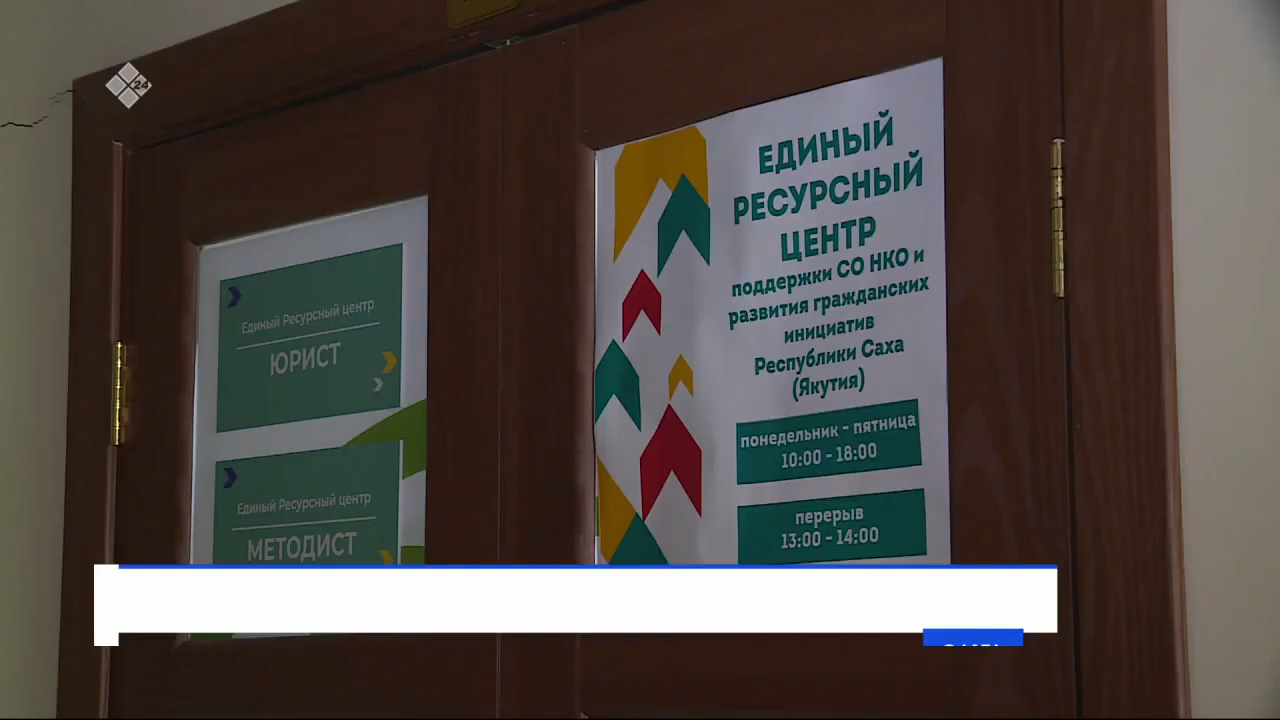 24
ЕДИНЫЙ
РЕСУРСНЫЙ
ЦЕНТР
поддержки СО НКО и
развития гражданских
инициатив
Республики Саха
(Якутия)
понедельник - пятница
10:00 - 18:00
перерыв
13:00 - 14:00
Единый Ресурсный центр
ЮРИСТ
Единый Ресурсный центр
МЕТОДИСТ